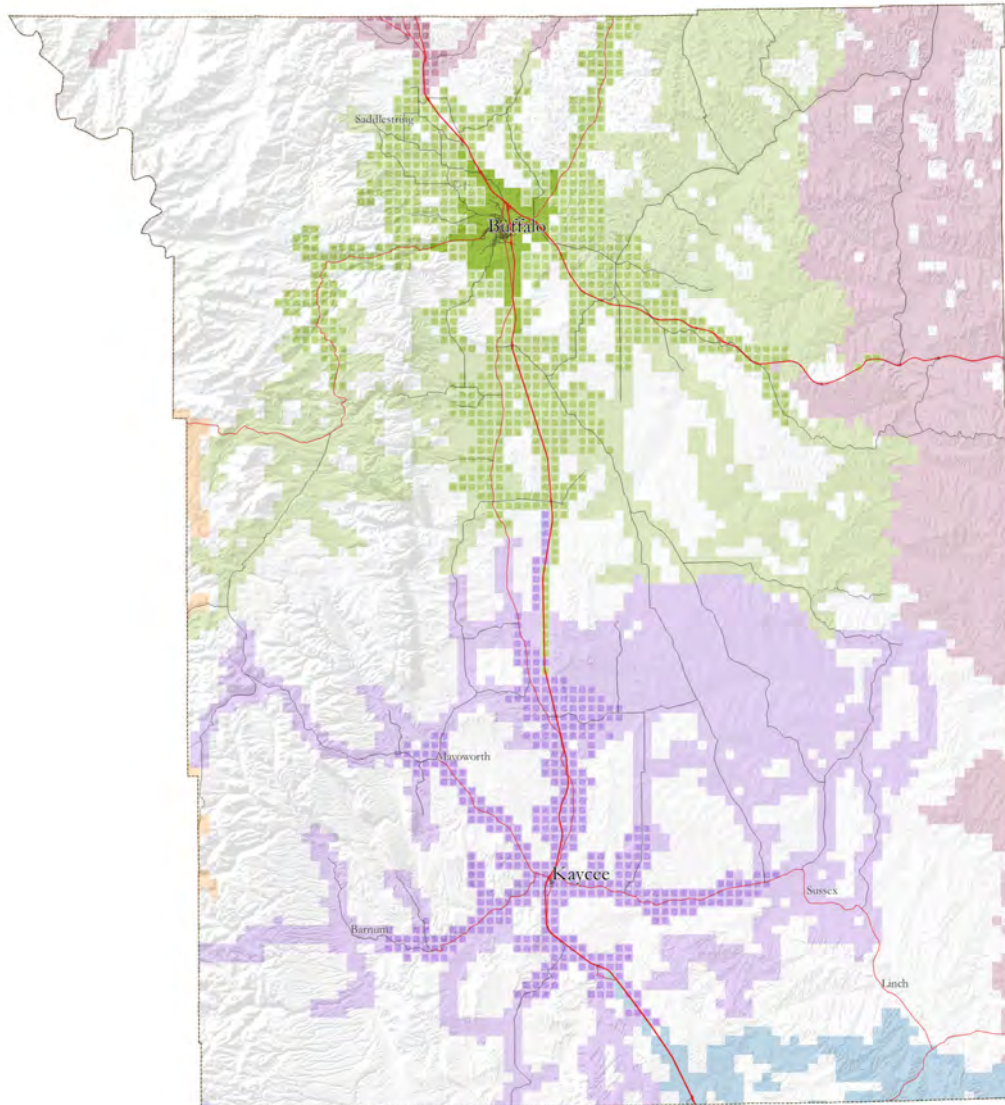 Saddlestring
Buffalo
Mayoworth
Kaycee
Sussex
Barnum
Linch